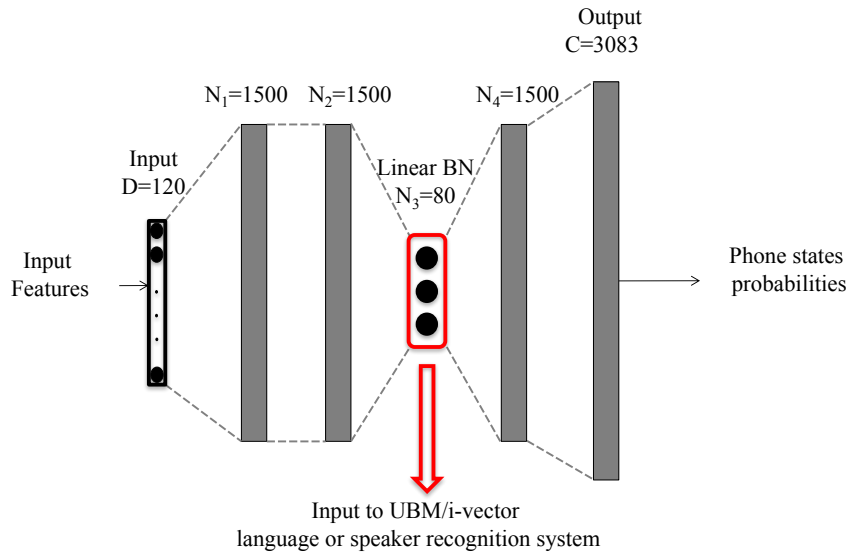 Output
C=3083
N₁=1500
N₂=1500
N₄=1500
Input
D=120
Linear BN
N₃=80
Input
Features
Phone states
probabilities
Input to UBM/i-vector
language or speaker recognition system